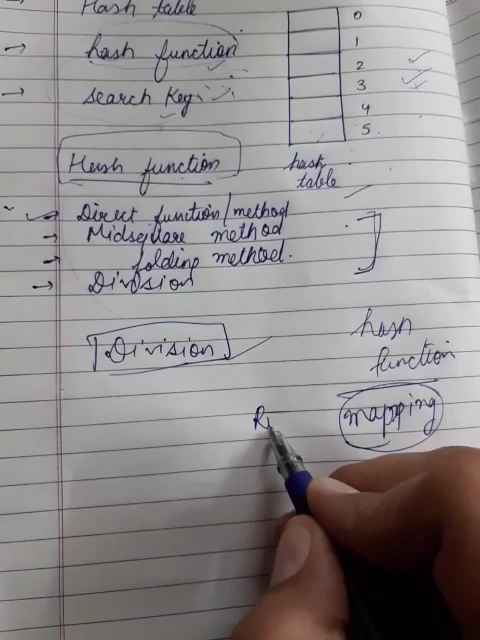 Hash table
0
1
→ hash function
2
3
→ search key
4
5
Hash function
hash
table
→ Direct function/method
→ Midsquare method
→ folding method.
→ Division
Division
hash
function
mapping
R